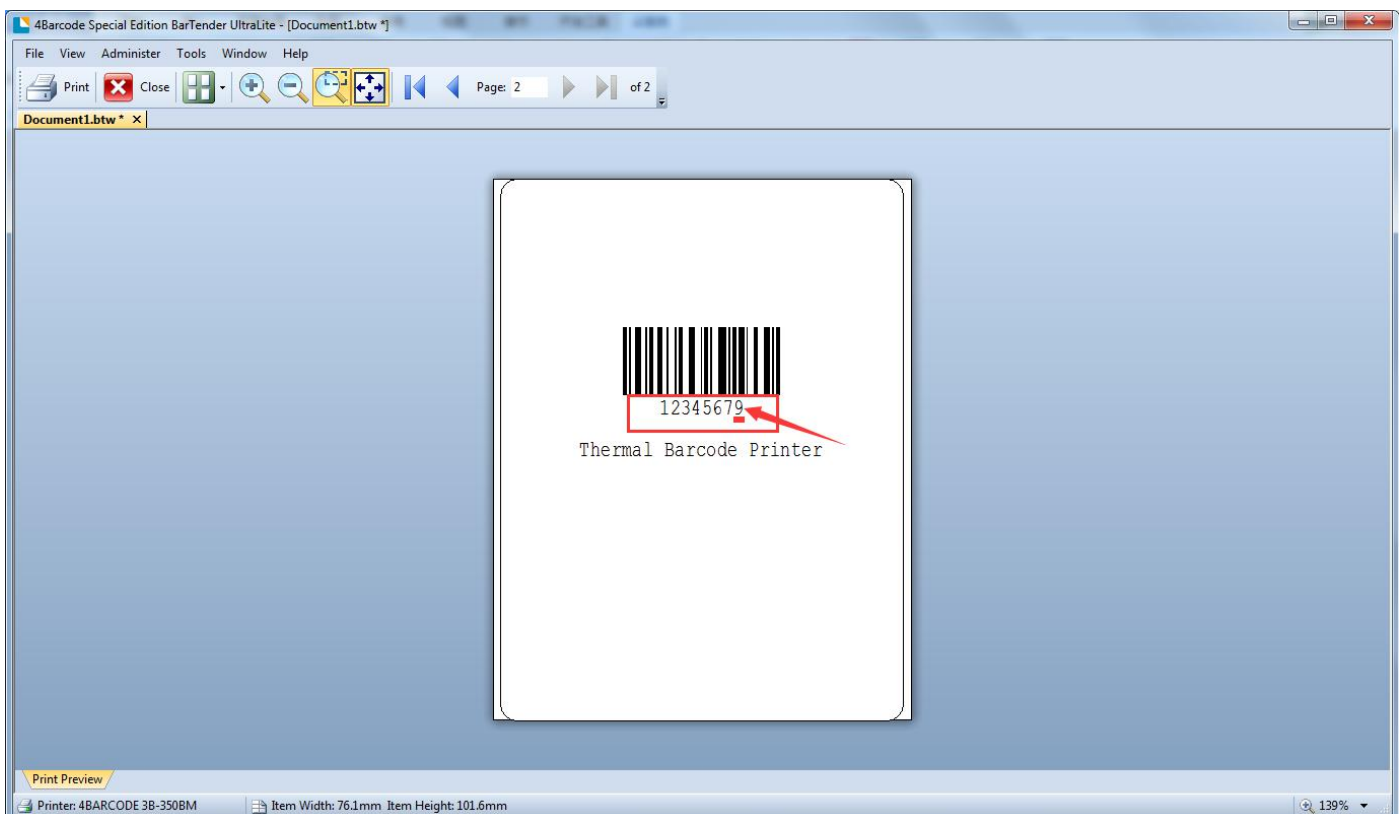 4Barcode Special Edition BarTender UltraLite - [Document1.btw *]
File View Administer Tools Window Help
Print Close Page: 2 of 2
Document1.btw * ×
12345679
Thermal Barcode Printer
Print Preview
Printer: 4BARCODE 3B-350BM Item Width: 76.1mm Item Height: 101.6mm 139%